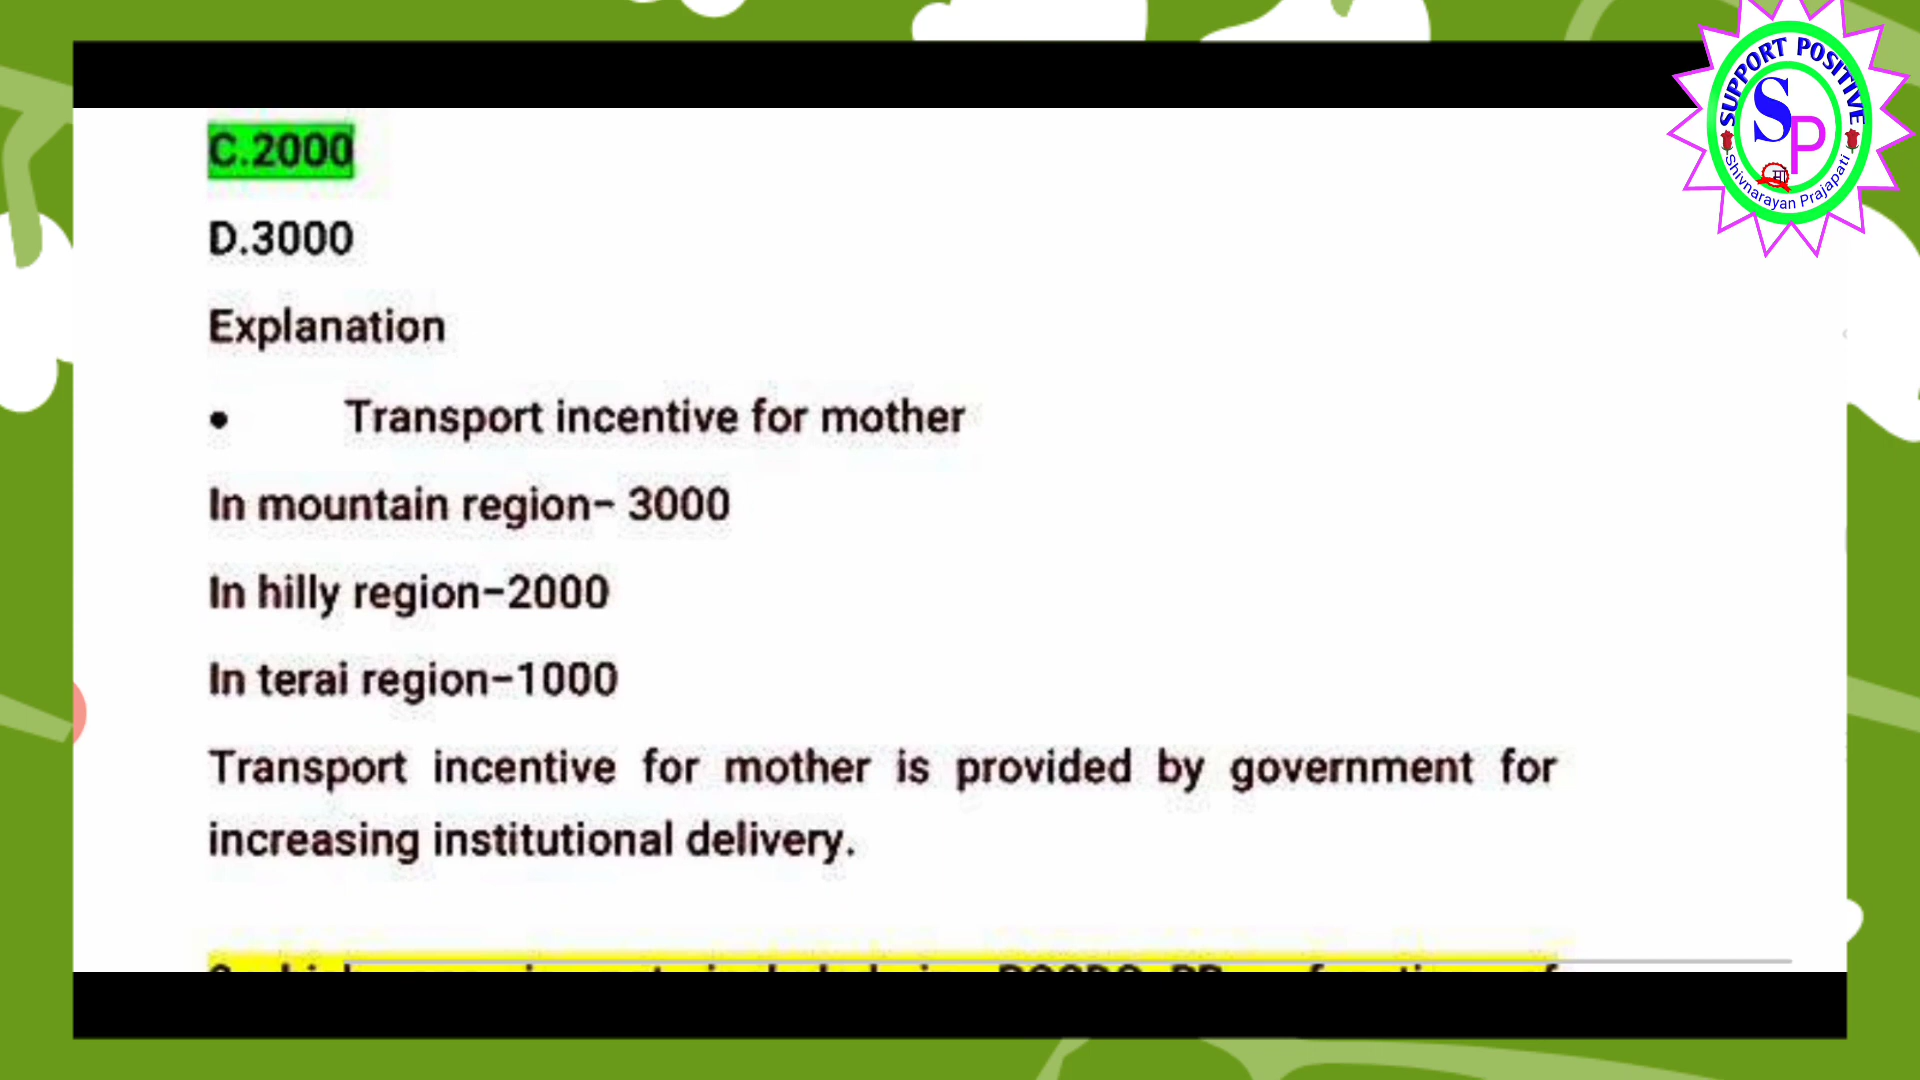 SUPPORT POSITIVE
SP
माँ
Shivnarayan Prajapati
C.2000
D.3000
Explanation
• Transport incentive for mother
In mountain region– 3000
In hilly region–2000
In terai region–1000
Transport incentive for mother is provided by government for
increasing institutional delivery.